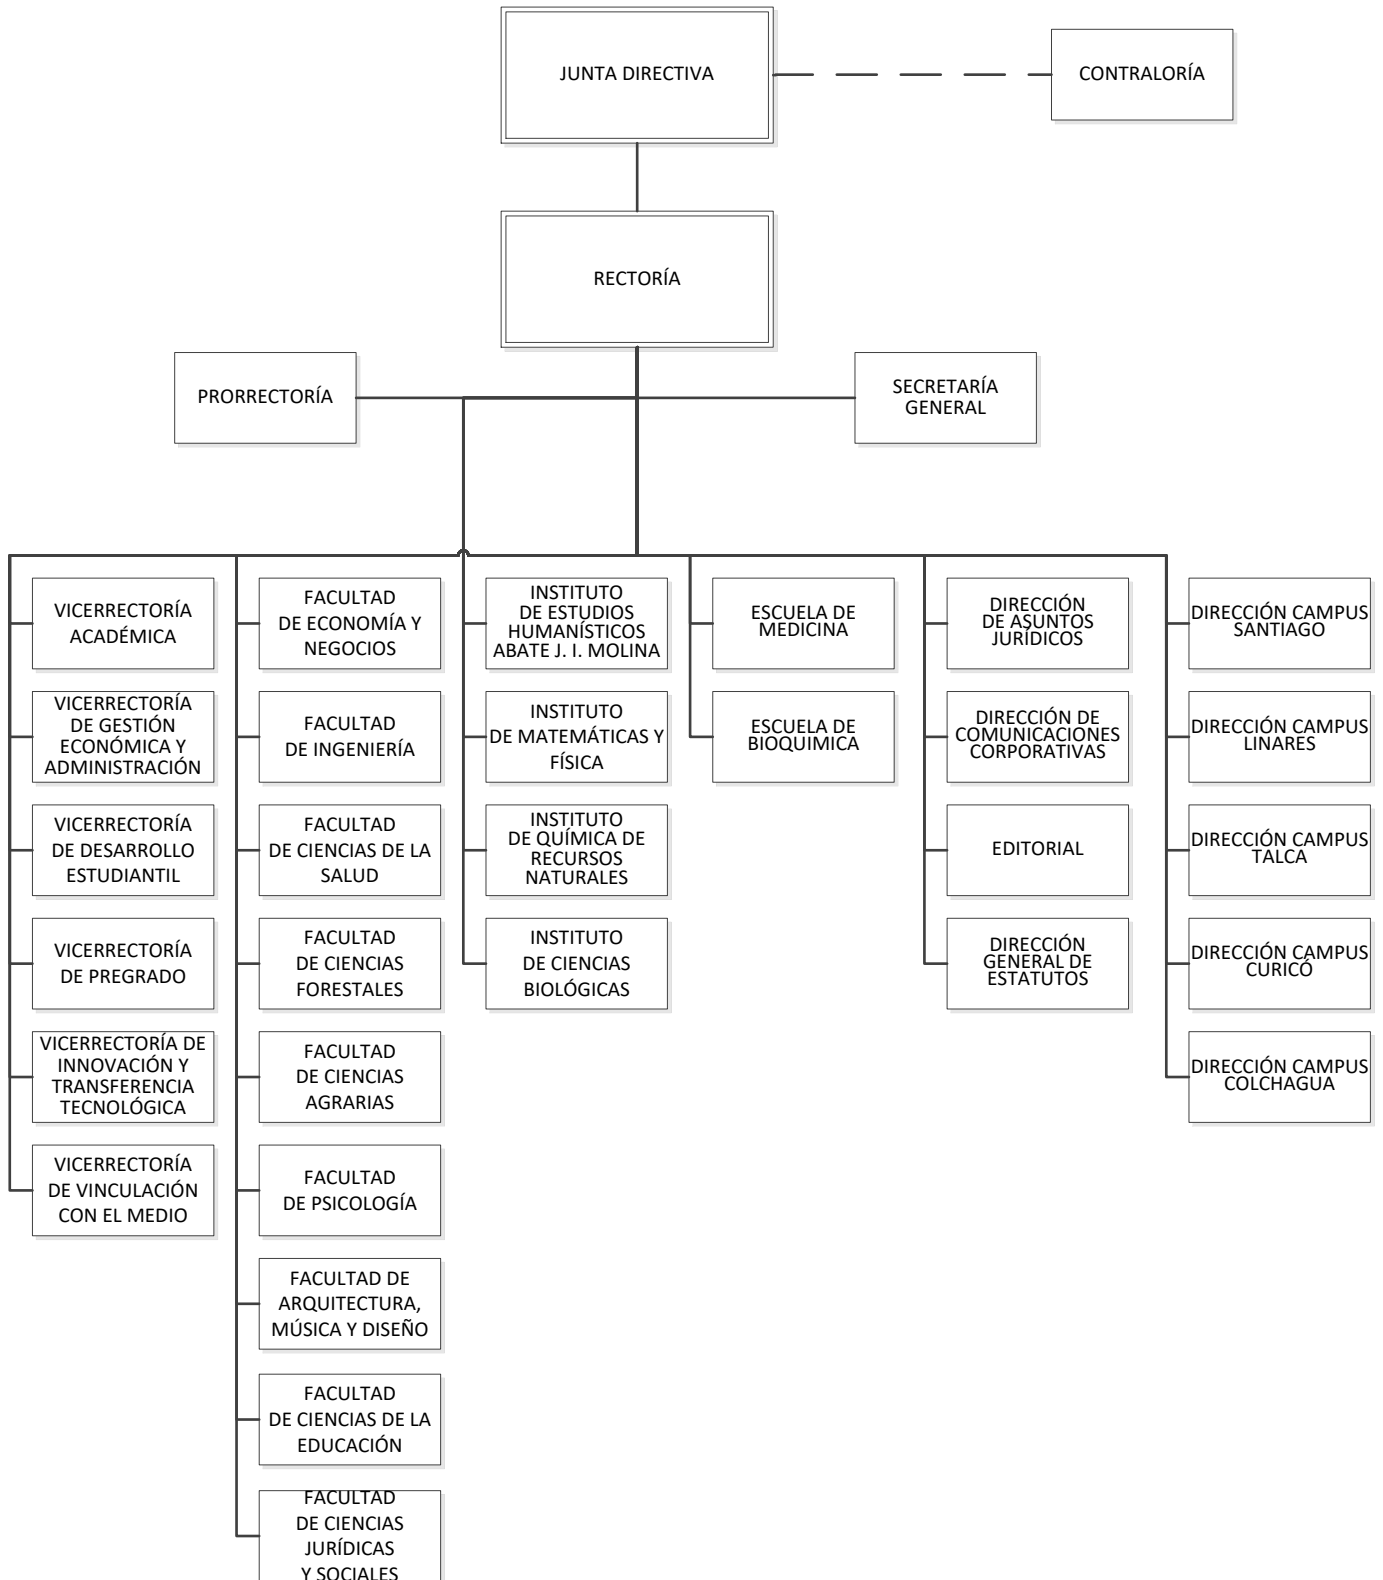 JUNTA DIRECTIVA
CONTRALORÍA
RECTORÍA
PRORRECTORÍA
SECRETARÍA
GENERAL
VICERRECTORÍA
ACADÉMICA
VICERRECTORÍA
DE GESTIÓN
ECONÓMICA Y
ADMINISTRACIÓN
VICERRECTORÍA
DE DESARROLLO
ESTUDIANTIL
VICERRECTORÍA
DE PREGRADO
VICERRECTORÍA DE
INNOVACIÓN Y
TRANSFERENCIA
TECNOLÓGICA
VICERRECTORÍA
DE VINCULACIÓN
CON EL MEDIO
FACULTAD
DE ECONOMÍA Y
NEGOCIOS
FACULTAD
DE INGENIERÍA
FACULTAD
DE CIENCIAS DE LA
SALUD
FACULTAD
DE CIENCIAS
FORESTALES
FACULTAD
DE CIENCIAS
AGRARIAS
FACULTAD
DE PSICOLOGÍA
FACULTAD DE
ARQUITECTURA,
MÚSICA Y DISEÑO
FACULTAD
DE CIENCIAS DE LA
EDUCACIÓN
FACULTAD
DE CIENCIAS
JURÍDICAS
Y SOCIALES
INSTITUTO
DE ESTUDIOS
HUMANÍSTICOS
ABATE J. I. MOLINA
INSTITUTO
DE MATEMÁTICAS Y
FÍSICA
INSTITUTO
DE QUÍMICA DE
RECURSOS
NATURALES
INSTITUTO
DE CIENCIAS
BIOLÓGICAS
ESCUELA DE
MEDICINA
ESCUELA DE
BIOQUIMICA
DIRECCIÓN
DE ASUNTOS
JURÍDICOS
DIRECCIÓN DE
COMUNICACIONES
CORPORATIVAS
EDITORIAL
DIRECCIÓN
GENERAL DE
ESTATUTOS
DIRECCIÓN CAMPUS
SANTIAGO
DIRECCIÓN CAMPUS
LINARES
DIRECCIÓN CAMPUS
TALCA
DIRECCIÓN CAMPUS
CURICÓ
DIRECCIÓN CAMPUS
COLCHAGUA